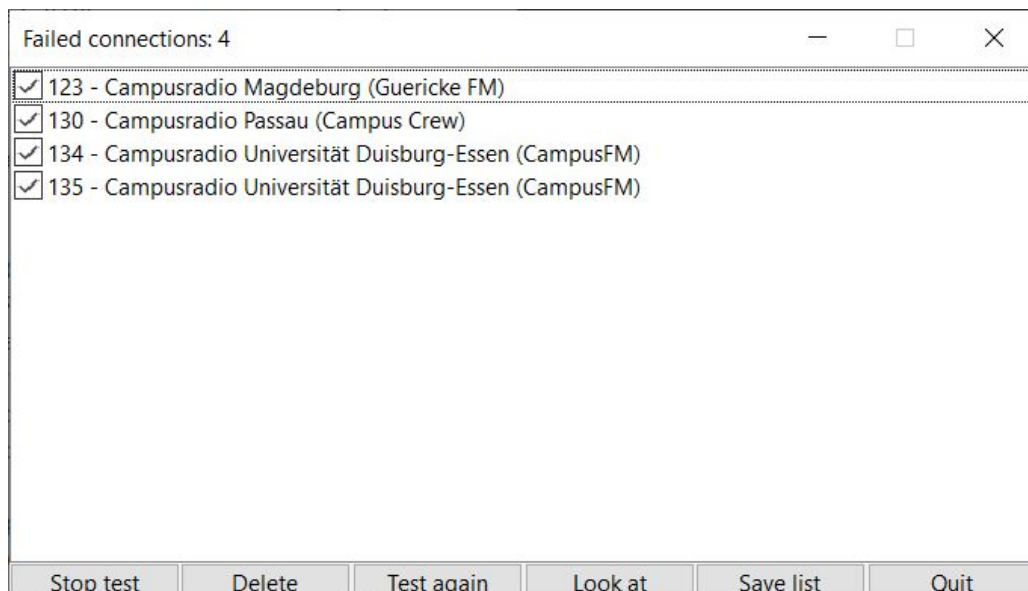 Failed connections: 4
123 - Campusradio Magdeburg (Guericke FM)
130 - Campusradio Passau (Campus Crew)
134 - Campusradio Universität Duisburg-Essen (CampusFM)
135 - Campusradio Universität Duisburg-Essen (CampusFM)
Stop test Delete Test again Look at Save list Quit